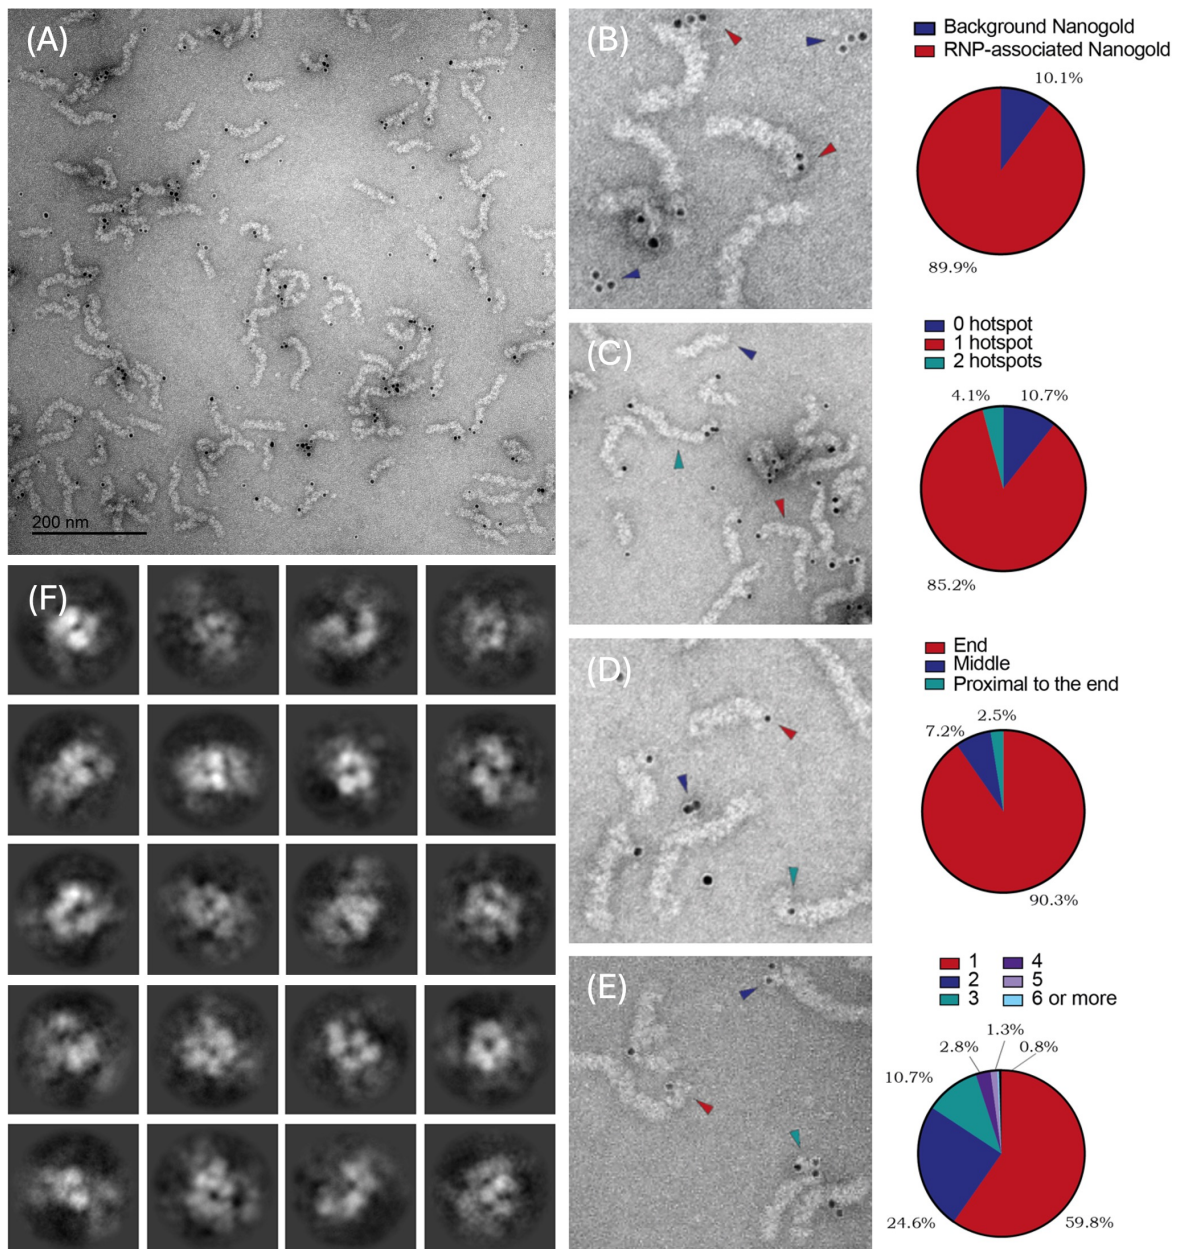 (A)
200 nm
(B)
Background Nanogold
RNP-associated Nanogold
10.1%
89.9%
(C)
0 hotspot
1 hotspot
2 hotspots
4.1%
10.7%
85.2%
(D)
End
Middle
Proximal to the end
2.5%
7.2%
90.3%
(E)
1
2
3
4
5
6 or more
1.3%
2.8%
0.8%
10.7%
24.6%
59.8%
(F)